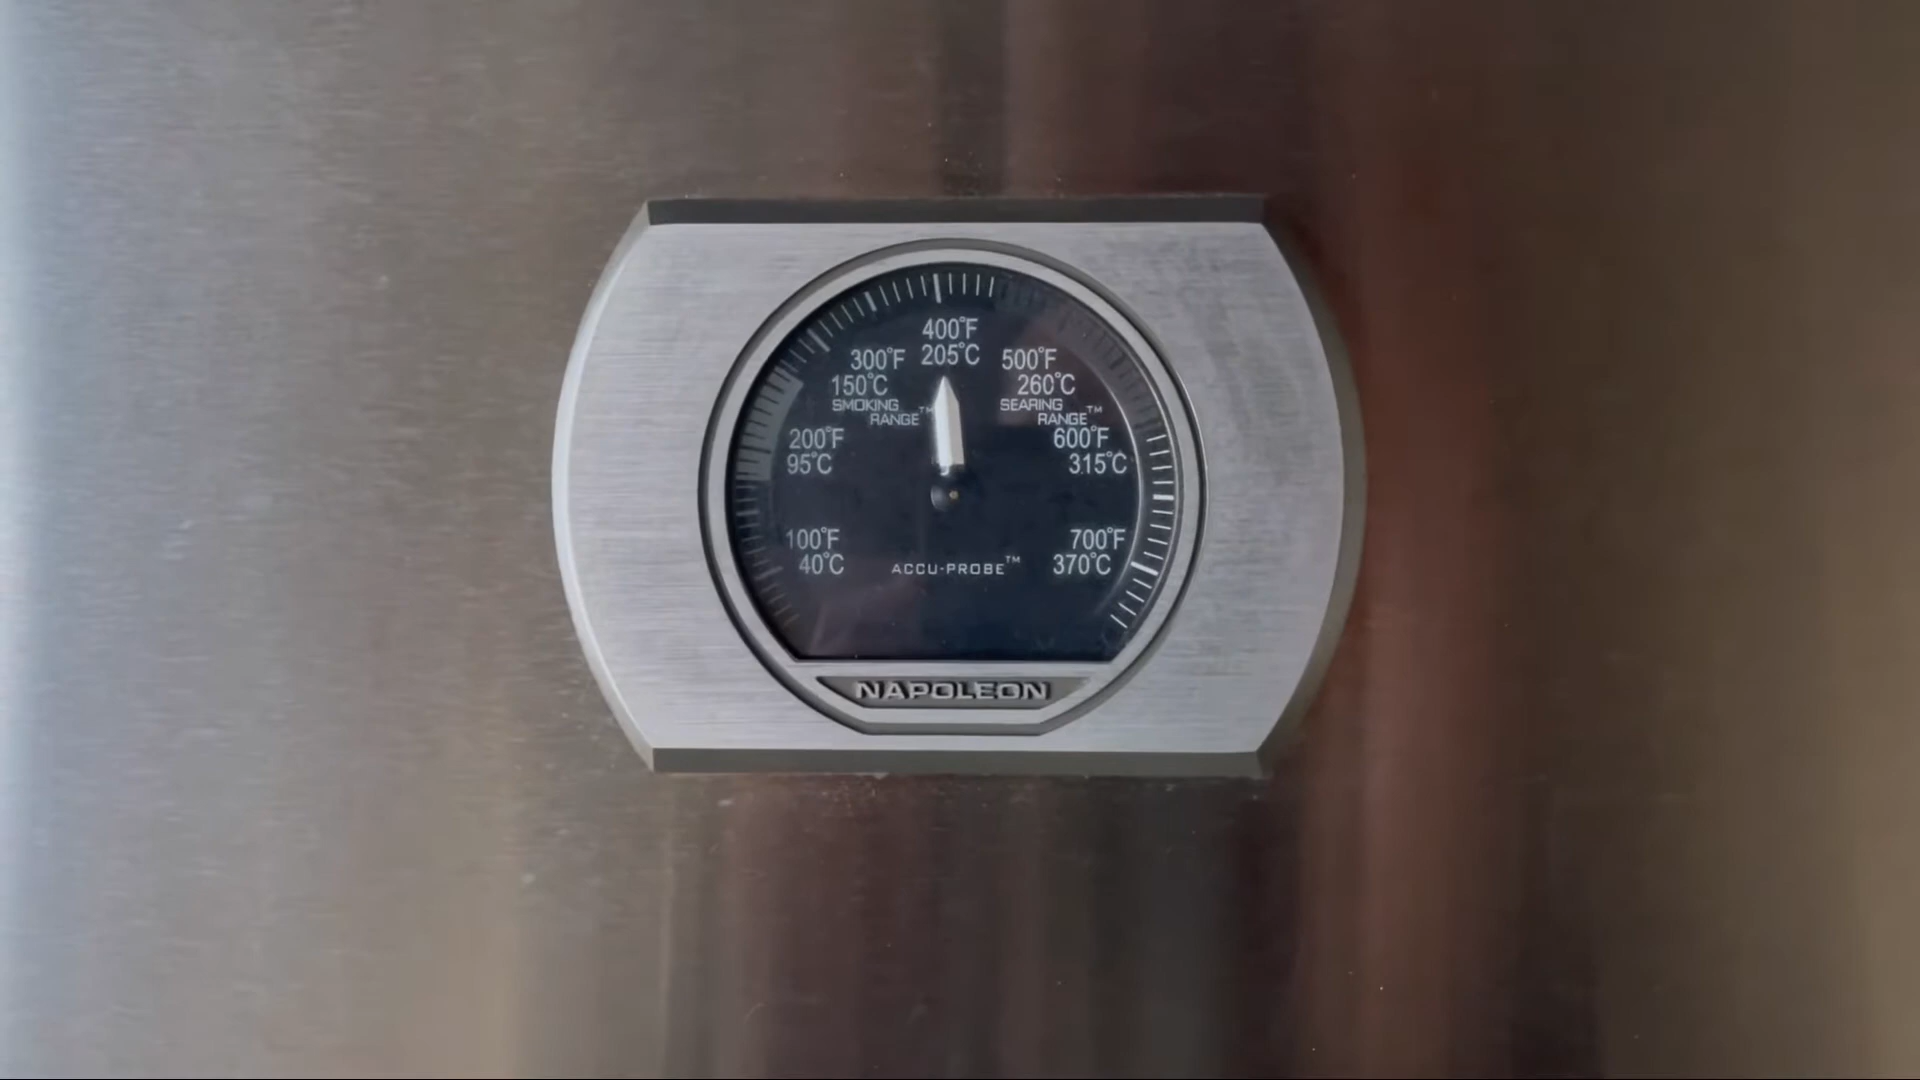 400°F
205°C
300°F
150°C
SMOKING
RANGE™
500°F
260°C
SEARING
RANGE™
200°F
95°C
600°F
315°C
100°F
40°C
700°F
370°C
ACCU-PROBE™
NAPOLEON